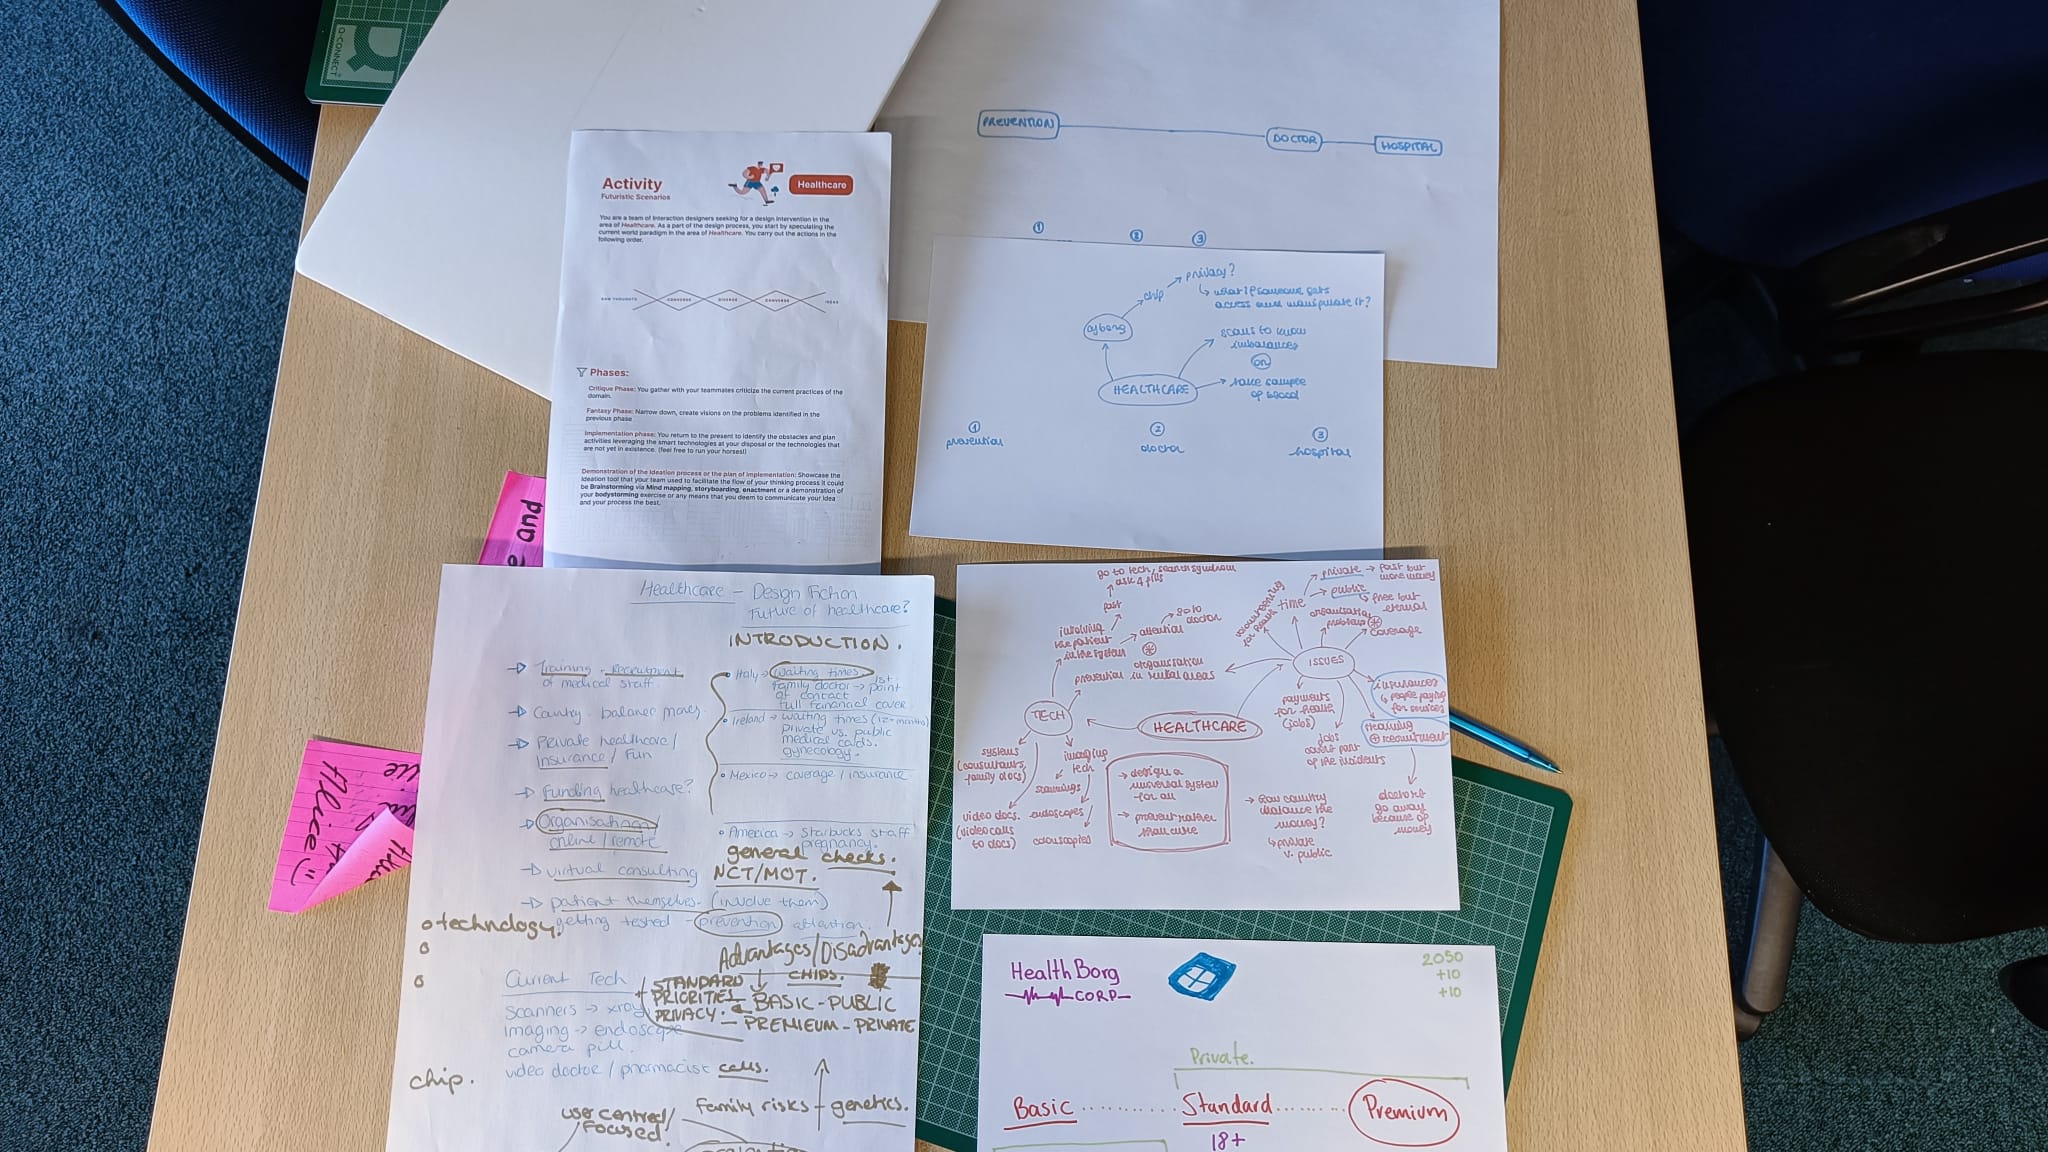 Q-CONNECT
PREVENTION
DOCTOR
HOSPITAL
Activity
Futuristic Scenarios
Healthcare
You are a team of interaction designers seeking for a design intervention in the
area of Healthcare. As a part of the design process, you start by speculating the
current world paradigm in the area of Healthcare. You carry out the actions in the
following order.
RAW THOUGHTS
CONVERGE
DIVERGE
CONVERGE
IDEAS
Phases:
Critique Phase: You gather with your teammates criticize the current practices of the
domain.
Fantasy Phase: Narrow down, create visions on the problems identified in the
previous phase
Implementation phase: You return to the present to identify the obstacles and plan
activities leveraging the smart technologies at your disposal or the technologies that
are not yet in existence. (feel free to run your horses!)
Demonstration of the ideation process or the plan of implementation: Showcase the
ideation tool that your team used to facilitate the flow of your thinking process it could
be Brainstorming via Mind mapping, storyboarding, enactment or a demonstration of
your bodystorming exercise or any means that you deem to communicate your idea
and your process the best.
1
2
3
privacy?
what if someone gets
access and manipulate it?
chip
cyborg
scans to know
imbalances
or
take sample
of blood
HEALTHCARE
1
prevention
2
doctor
3
hospital
and
Alice :)
Healthcare - Design Fiction
Future of healthcare?
INTRODUCTION.
Training - Recruitment
of medical staff.
Country - balance money
Private healthcare/
Insurance / Fun
Funding healthcare?
Organisation/
online/remote
virtual consulting
patient themselves. (involve them)
getting tested - prevention attention.
Italy → waiting times.
family doctor → 1st point
of contact
full financial cover
Ireland → waiting times (12+ months)
private vs. public
medical cards.
gynecology.
Mexico → coverage / insurance
America → Starbucks staff
pregnancy.
general checks.
NCT/MOT.
technology.
Advantages/Disadvantages
CHIPS.
Current Tech
STANDARD
PRIORITIES
PRIVACY.
BASIC - PUBLIC
PREMIEUM - PRIVATE
Scanners → xray
Imaging → endoscope
camera pill.
video doctor / pharmacist calls.
chip.
user centred/
focused.
family risks + genetics.
go to tech, search symptom
ask 4 pills
fast
involving
the patient
in the system
attention
go to
doctor
organisation
prevention in rural areas
TECH
HEALTHCARE
ISSUES
volunteering
for health
time
private → fast but
more money
public
free but
eternal
organisation
problems
coverage
insurances
people paying
for services
training
+ recruitment
payments
for health
(jobs)
jobs
cover part
of the incidents
doctors
go away
because of
money
systems
(consultants,
family docs)
video docs.
(video calls
to docs)
imaging
tech
scannings
endoscopes
→ design a
universal system
for all
→ prevent rather
than cure
→ how country
balance the
money?
private
v. public
HealthBorg
CORP
2050
+10
+10
Private.
Basic
Standard
Premium
18+